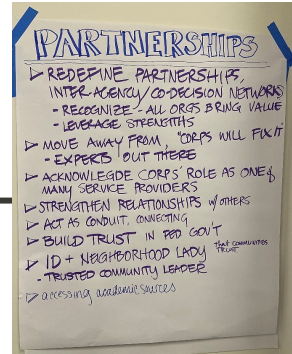 PARTNERSHIPS
▷ REDEFINE PARTNERSHIPS,
INTER-AGENCY/CO-DECISION NETWORKS
- RECOGNIZE - ALL ORGS BRING VALUE
- LEVERAGE STRENGTHS
▷ MOVE AWAY FROM, "CORPS WILL FIX IT"
- EXPERTS OUT THERE
▷ ACKNOWLEGDE CORPS' ROLE AS ONE of
MANY SERVICE PROVIDERS
▷ STRENGTHEN RELATIONSHIPS w/ OTHERS
▷ ACT AS CONDUIT, CONNECTING
▷ BUILD TRUST IN FED GOV'T
▷ ID + NEIGHBORHOOD LADY that communities
TRUST
- TRUSTED COMMUNITY LEADER
▷ accessing academic sources